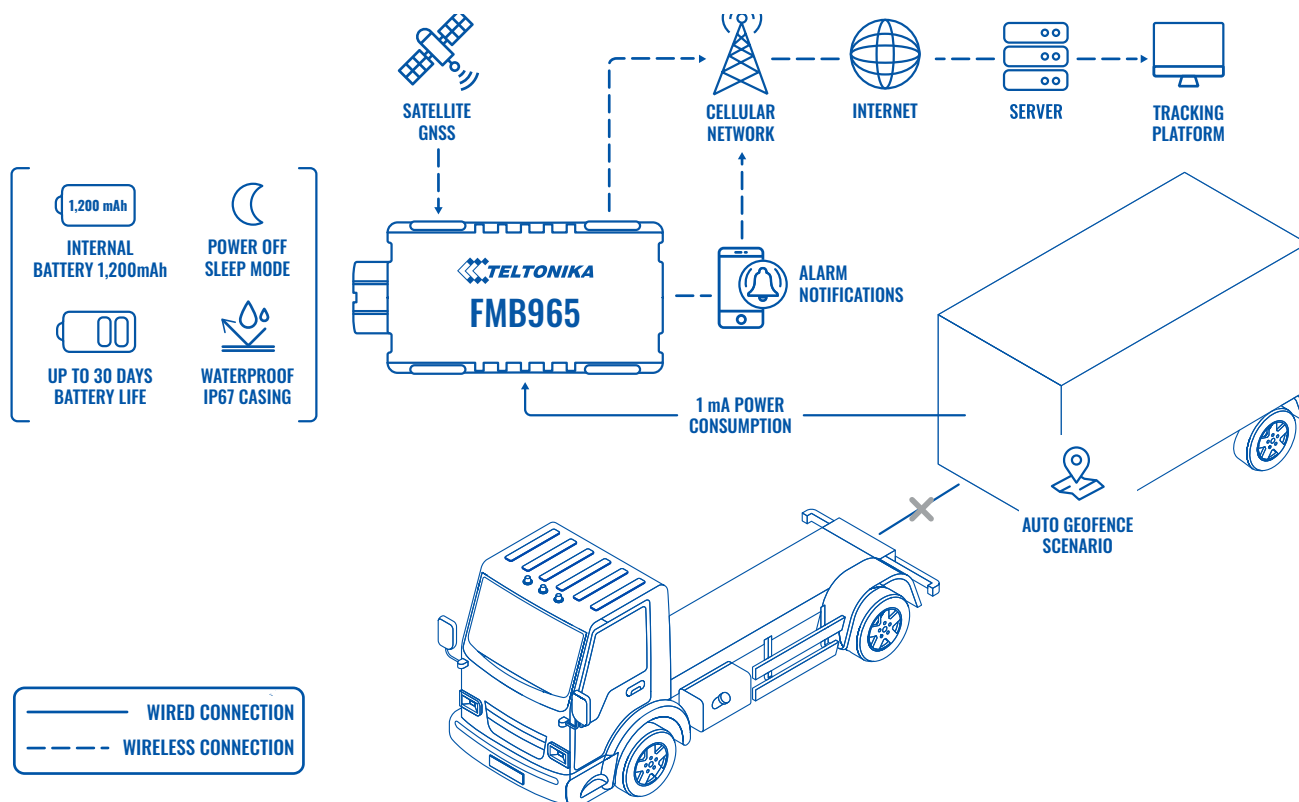 SATELLITE
GNSS
CELLULAR
NETWORK
INTERNET
SERVER
TRACKING
PLATFORM
1,200 mAh
INTERNAL
BATTERY 1,200mAh
POWER OFF
SLEEP MODE
UP TO 30 DAYS
BATTERY LIFE
WATERPROOF
IP67 CASING
TELTONIKA
FMB965
ALARM
NOTIFICATIONS
1 mA POWER
CONSUMPTION
AUTO GEOFENCE
SCENARIO
WIRED CONNECTION
WIRELESS CONNECTION